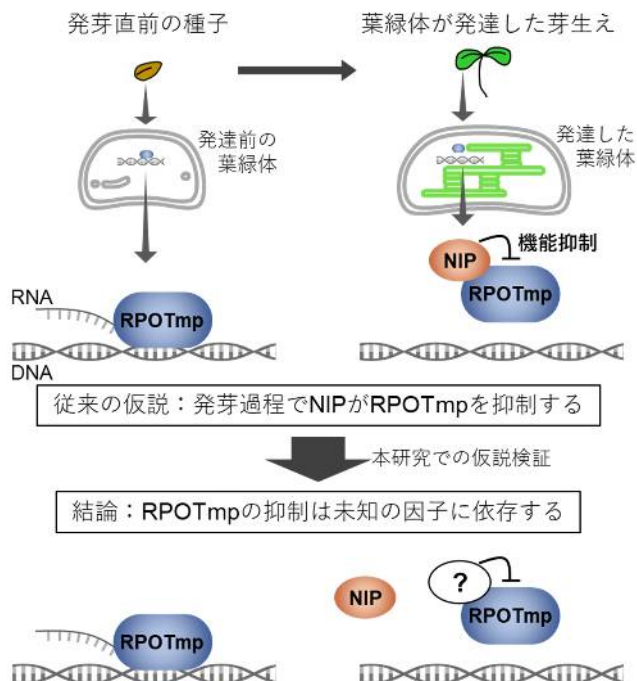 発芽直前の種子
葉緑体が発達した芽生え
発達前の
葉緑体
発達した
葉緑体
機能抑制
NIP
RPOTmp
RNA
RPOTmp
DNA
従来の仮説：発芽過程でNIPがRPOTmpを抑制する
本研究での仮説検証
結論：RPOTmpの抑制は未知の因子に依存する
?
NIP
RPOTmp
RPOTmp